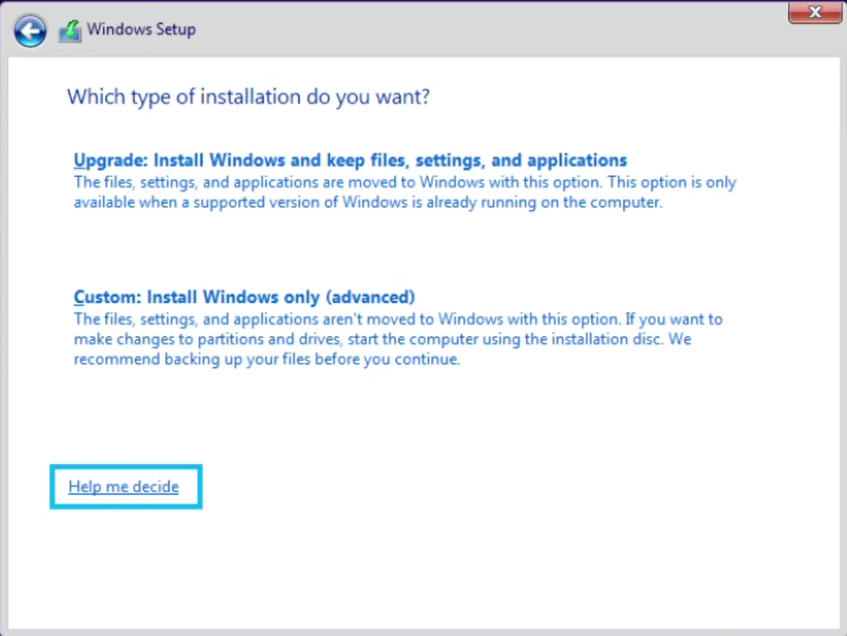 Windows Setup
Which type of installation do you want?
Upgrade: Install Windows and keep files, settings, and applications
The files, settings, and applications are moved to Windows with this option. This option is only
available when a supported version of Windows is already running on the computer.
Custom: Install Windows only (advanced)
The files, settings, and applications aren't moved to Windows with this option. If you want to
make changes to partitions and drives, start the computer using the installation disc. We
recommend backing up your files before you continue.
Help me decide